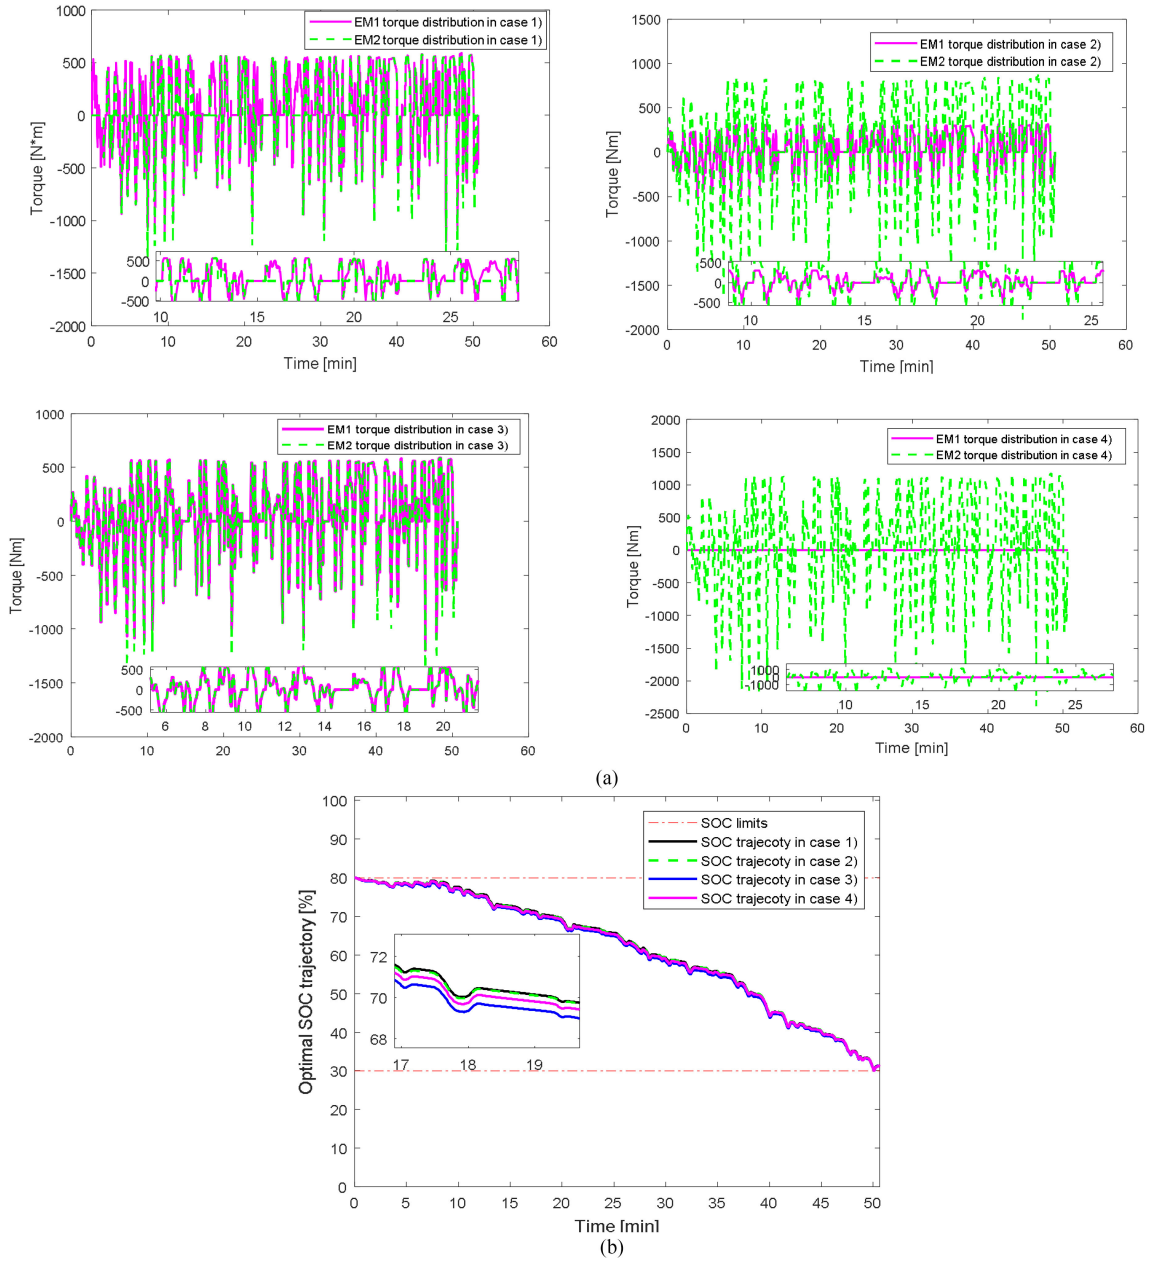 EM1 torque distribution in case 1)
EM2 torque distribution in case 1)
Torque [N*m]
1000
500
0
-500
-1000
-1500
-2000
500
0
-500
10 15 20 25
0 10 20 30 40 50 60
Time [min]
EM1 torque distribution in case 2)
EM2 torque distribution in case 2)
Torque [Nm]
1500
1000
500
0
-500
-1000
-1500
-2000
500
0
-500
10 15 20 25
0 10 20 30 40 50 60
Time [min]
EM1 torque distribution in case 3)
EM2 torque distribution in case 3)
Torque [Nm]
1000
500
0
-500
-1000
-1500
-2000
500
0
-500
6 8 10 12 14 16 18 20
0 10 20 30 40 50 60
Time [min]
EM1 torque distribution in case 4)
EM2 torque distribution in case 4)
Torque [Nm]
2000
1500
1000
500
0
-500
-1000
-1500
-2000
-2500
1000
-1000
10 15 20 25
0 10 20 30 40 50 60
Time [min]
(a)
SOC limits
SOC trajecoty in case 1)
SOC trajecoty in case 2)
SOC trajecoty in case 3)
SOC trajecoty in case 4)
Optimal SOC trajectory [%]
100
90
80
70
60
50
40
30
20
10
0
72
70
68
17 18 19
0 5 10 15 20 25 30 35 40 45 50
Time [min]
(b)